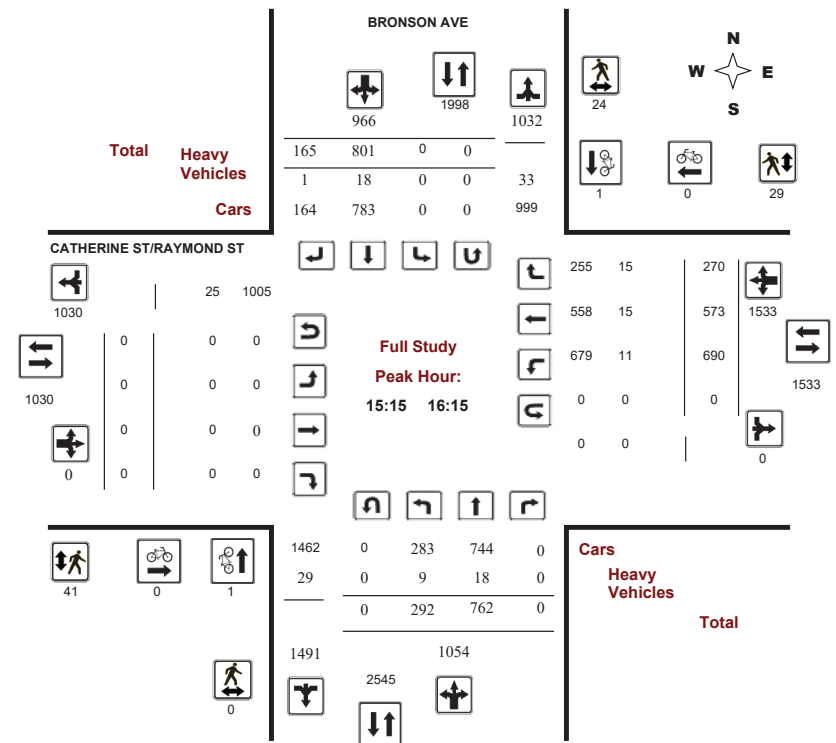 BRONSON AVE
N
W E
S
24
1998
966 1032
Total Heavy Vehicles
165 801 0 0
1 18 0 0 33
Cars 164 783 0 0 999
1 0 29
CATHERINE ST/RAYMOND ST
1030 25 1005
0 0 0
1030
0 0 0
0 0 0
0
0 0 0
Full Study
Peak Hour:
15:15 16:15
255 15 270
558 15 573 1533
679 11 690
1533
0 0 0
0 0
0
41 0 1
0
1462 0 283 744 0
29 0 9 18 0
0 292 762 0
1491 1054
2545
Cars
Heavy
Vehicles
Total